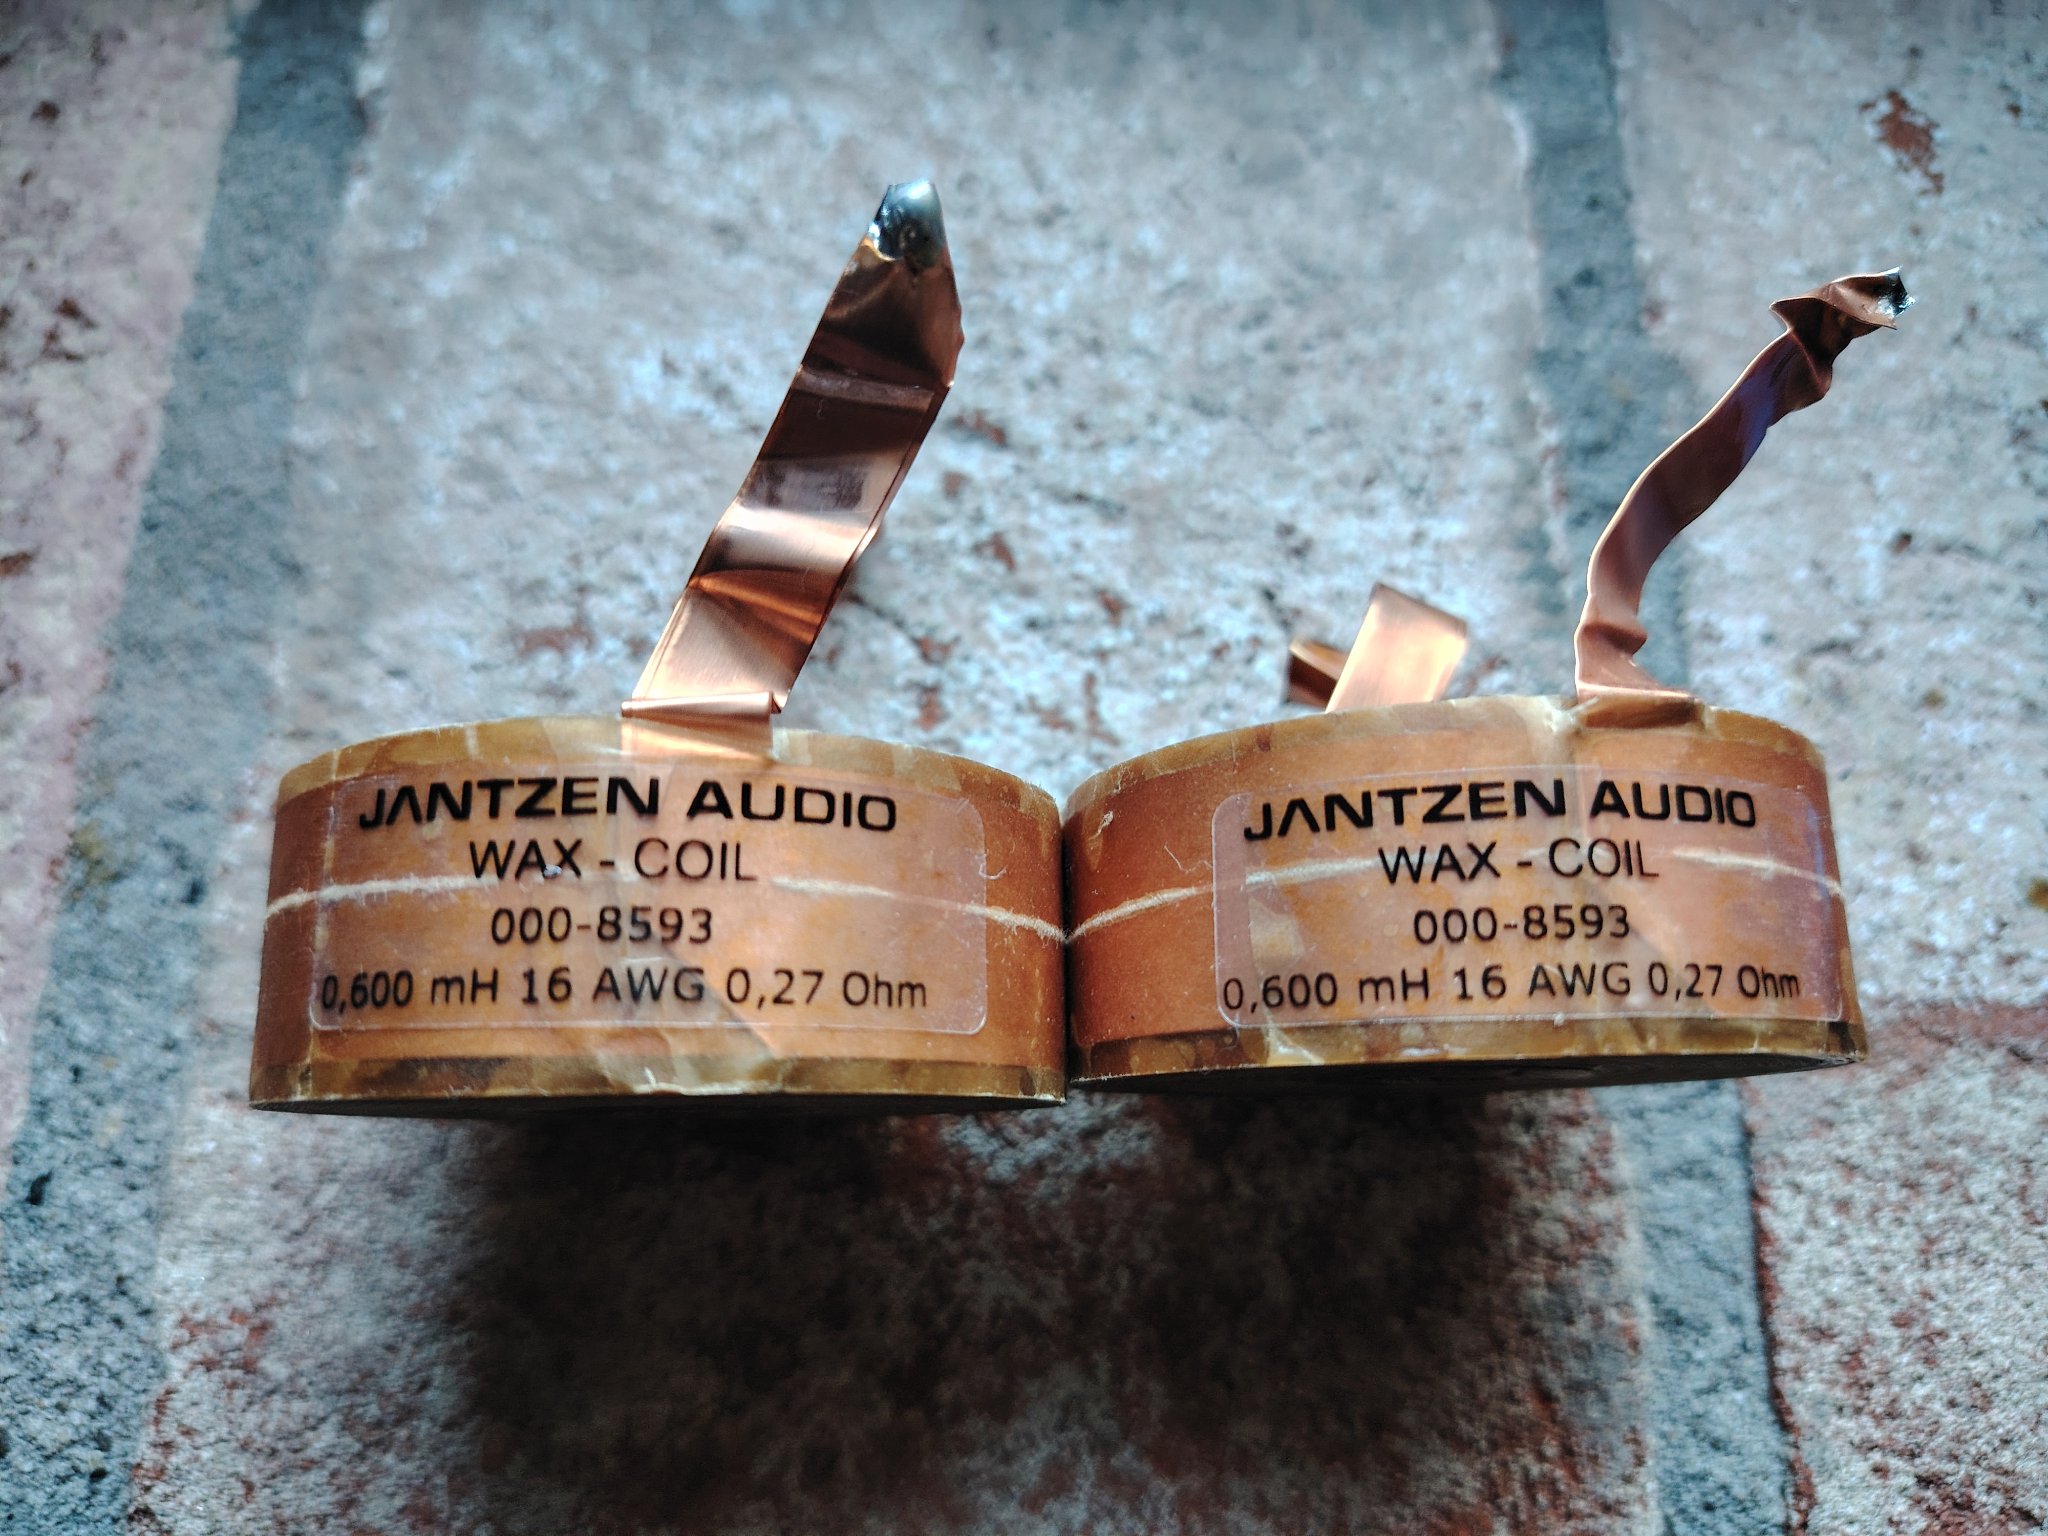 JANTZEN AUDIO
WAX - COIL
000-8593
0,600 mH 16 AWG 0,27 Ohm
JANTZEN AUDIO
WAX - COIL
000-8593
0,600 mH 16 AWG 0,27 Ohm